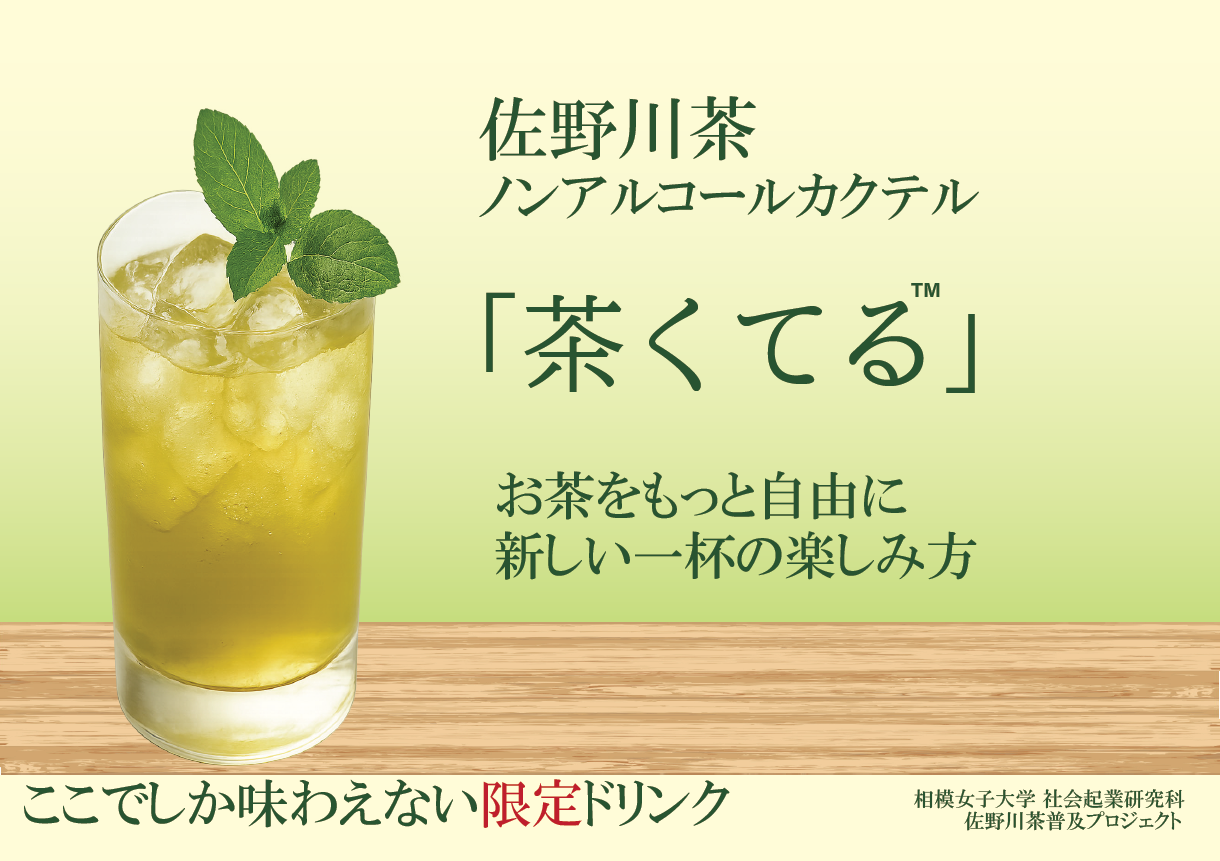 佐野川茶
ノンアルコールカクテル
「茶くてる」™
お茶をもっと自由に
新しい一杯の楽しみ方
ここでしか味わえない限定ドリンク
相模女子大学 社会起業研究科
佐野川茶普及プロジェクト